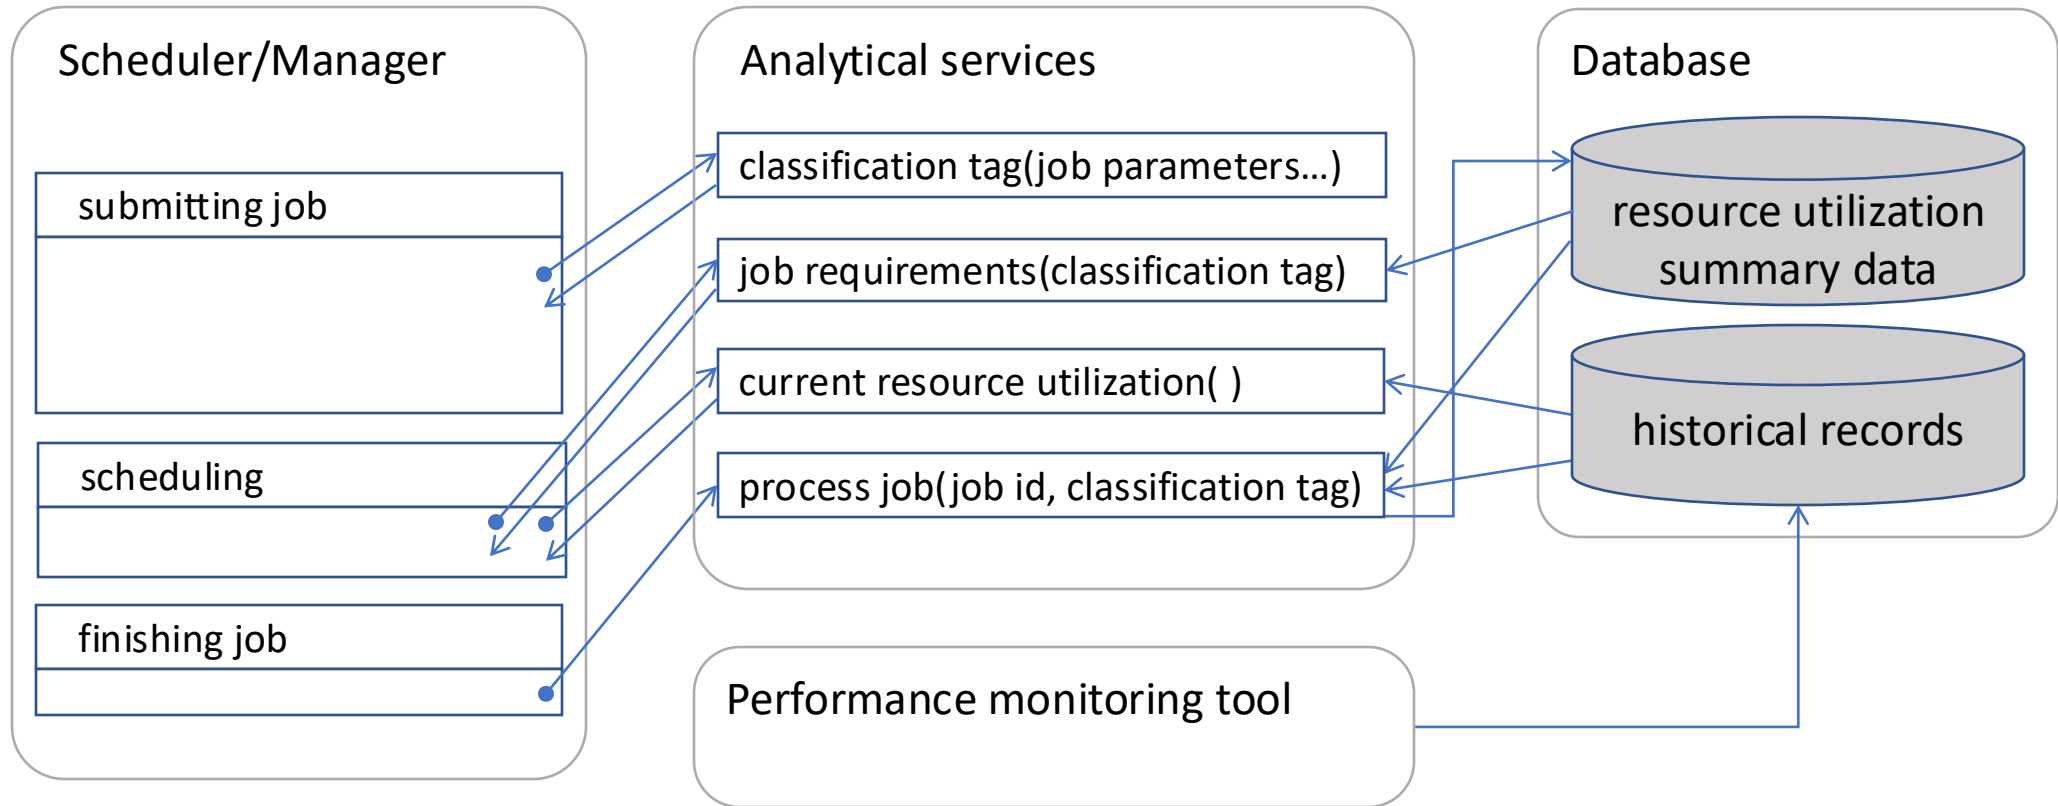 Scheduler/Manager
submitting job
scheduling
finishing job
Analytical services
classification tag(job parameters…)
job requirements(classification tag)
current resource utilization( )
process job(job id, classification tag)
Performance monitoring tool
Database
resource utilization
summary data
historical records